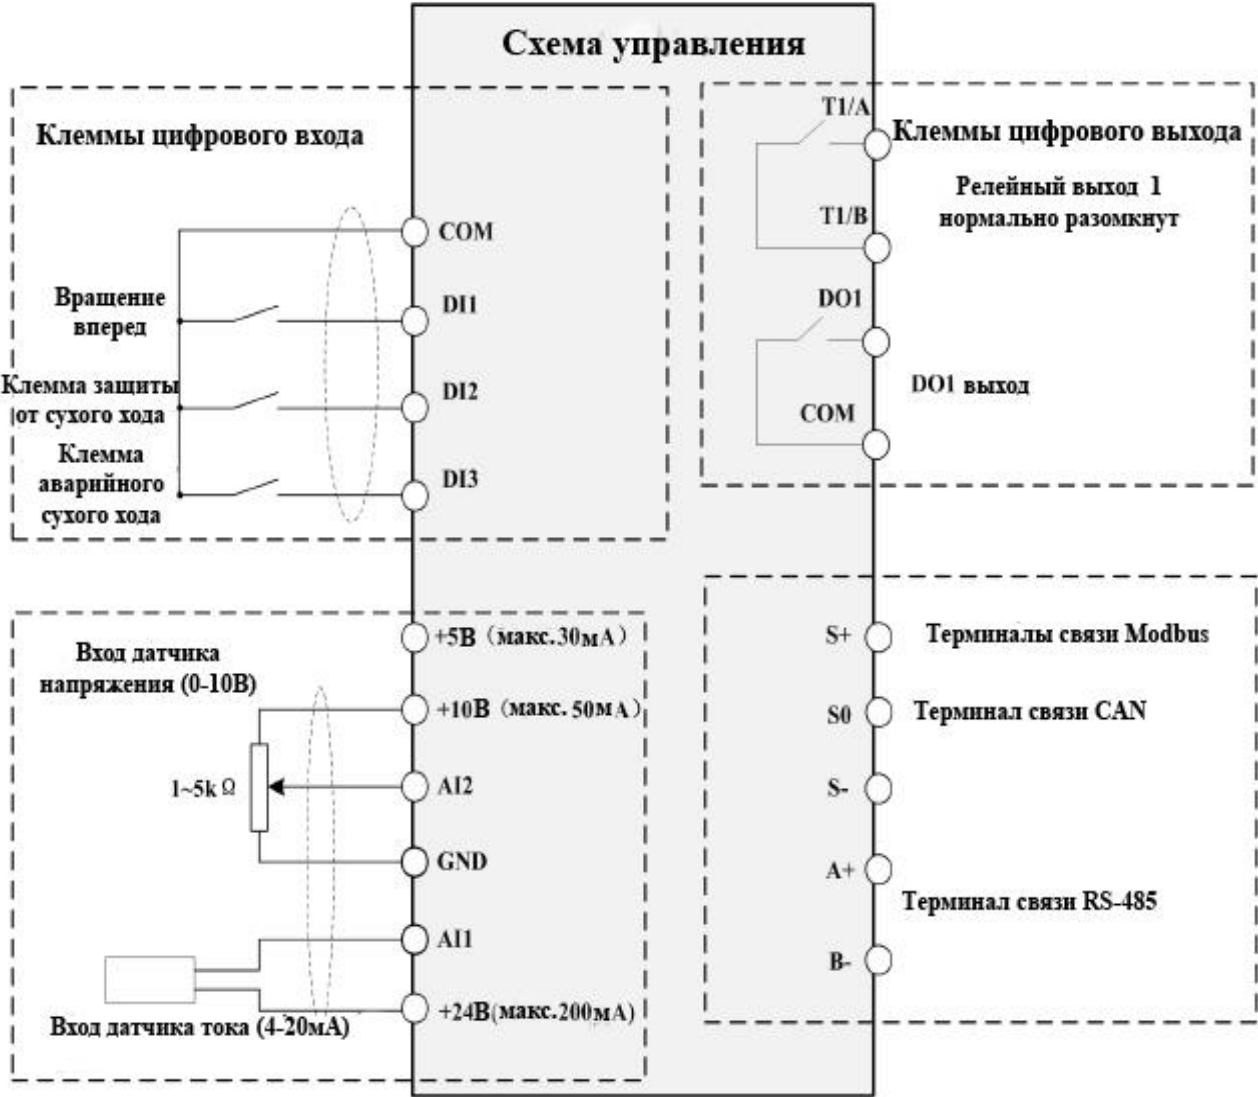 Схема управления
Клеммы цифрового входа
COM
Вращение
вперед
DI1
Клемма защиты
от сухого хода
DI2
Клемма
аварийного
сухого хода
DI3
T1/A
Клеммы цифрового выхода
Релейный выход 1
нормально разомкнут
T1/B
DO1
DO1 выход
COM
+5В (макс.30мА)
Вход датчика
напряжения (0-10В)
+10В (макс. 50мА)
1~5k Ω
AI2
GND
AI1
+24В(макс.200мА)
Вход датчика тока (4-20мА)
S+
Терминалы связи Modbus
S0
Терминал связи CAN
S-
A+
Терминал связи RS-485
B-